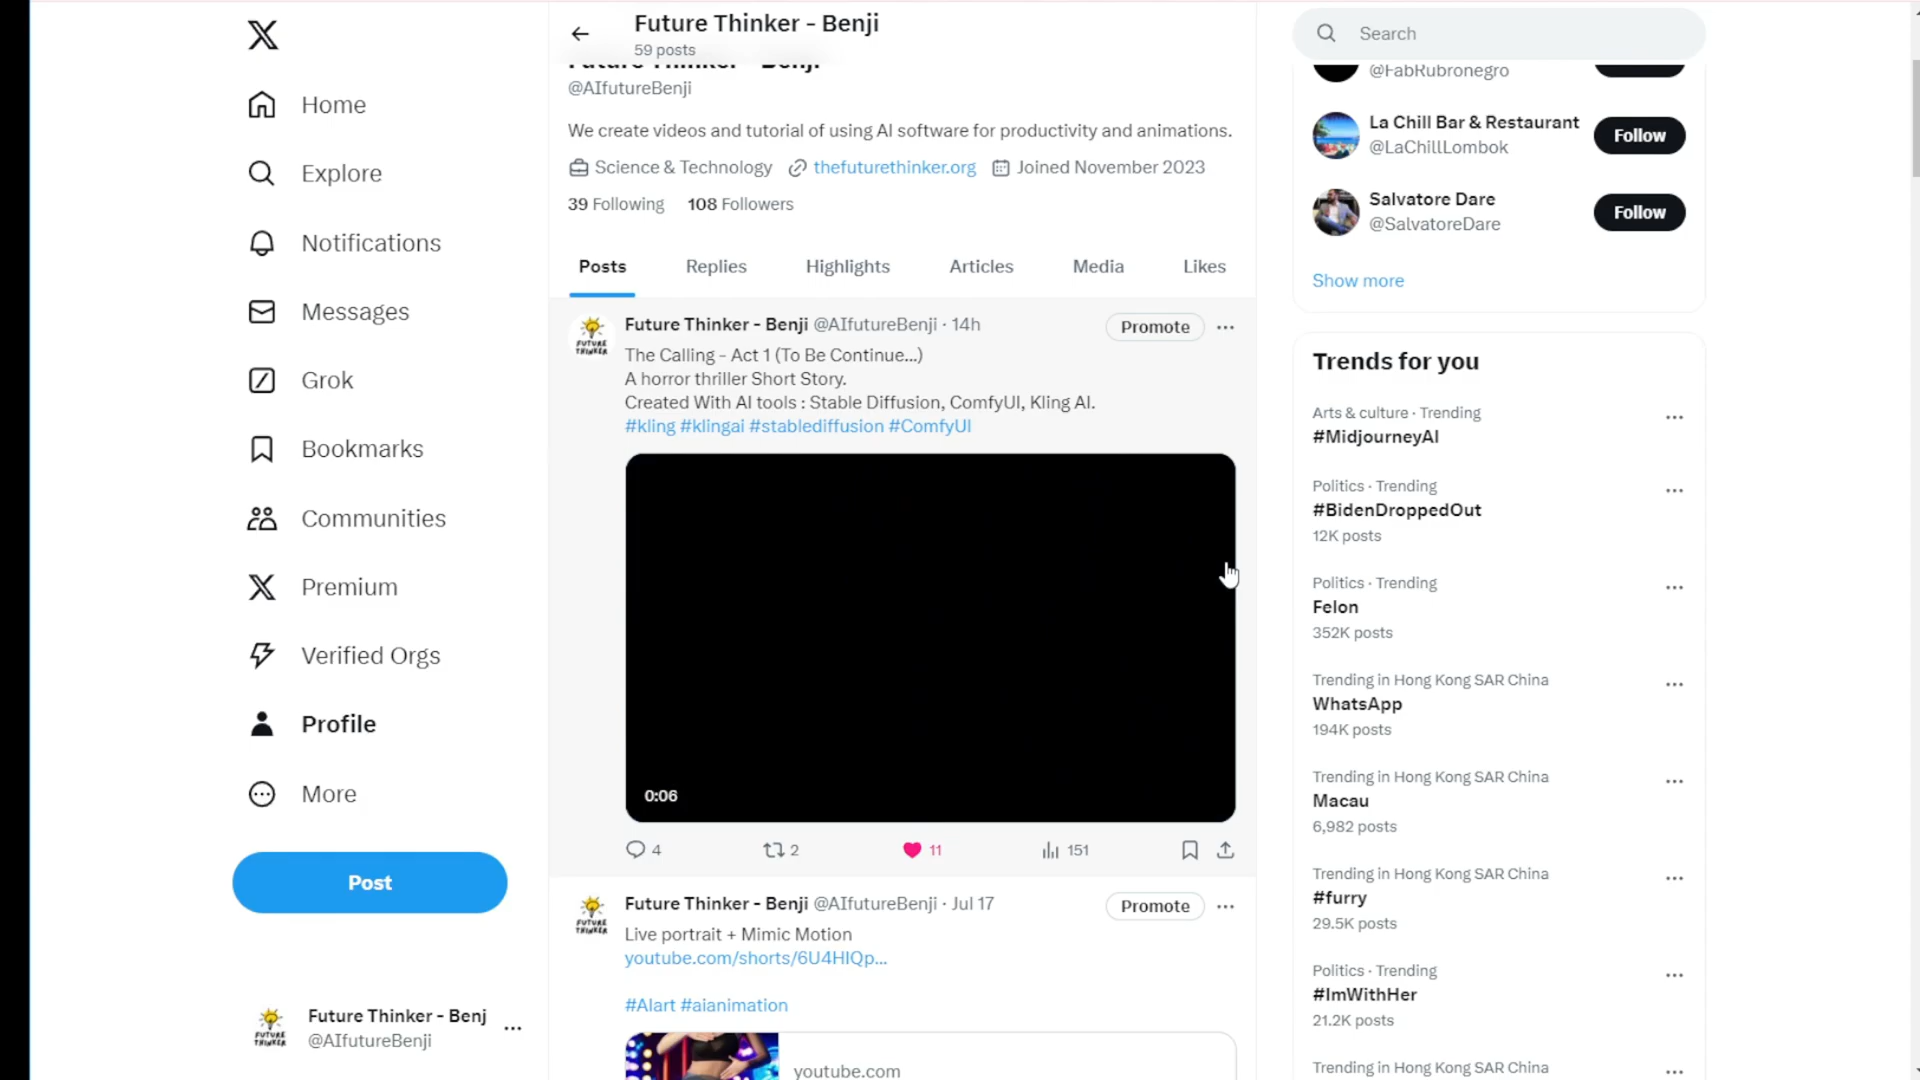 Home
Explore
Notifications
Messages
Grok
Bookmarks
Communities
Premium
Verified Orgs
Profile
More
Post
FUTURE
THINKER
Future Thinker - Benj
@AIfutureBenji
Future Thinker - Benji
59 posts
Future Thinker - Benji
@AIfutureBenji
We create videos and tutorial of using AI software for productivity and animations.
Science & Technology thefuturethinker.org Joined November 2023
39 Following 108 Followers
Posts Replies Highlights Articles Media Likes
FUTURE
THINKER
Future Thinker - Benji @AIfutureBenji · 14h
Promote
The Calling - Act 1 (To Be Continue...)
A horror thriller Short Story.
Created With AI tools : Stable Diffusion, ComfyUI, Kling AI.
#kling #klingai #stablediffusion #ComfyUI
0:06
4 2 11 151
FUTURE
THINKER
Future Thinker - Benji @AIfutureBenji · Jul 17
Promote
Live portrait + Mimic Motion
youtube.com/shorts/6U4HIQp...
#AIart #aianimation
youtube.com
Search
@FabRubronegro
La Chill Bar & Restaurant
@LaChillLombok
Follow
Salvatore Dare
@SalvatoreDare
Follow
Show more
Trends for you
Arts & culture · Trending
#MidjourneyAI
Politics · Trending
#BidenDroppedOut
12K posts
Politics · Trending
Felon
352K posts
Trending in Hong Kong SAR China
WhatsApp
194K posts
Trending in Hong Kong SAR China
Macau
6,982 posts
Trending in Hong Kong SAR China
#furry
29.5K posts
Politics · Trending
#ImWithHer
21.2K posts
Trending in Hong Kong SAR China